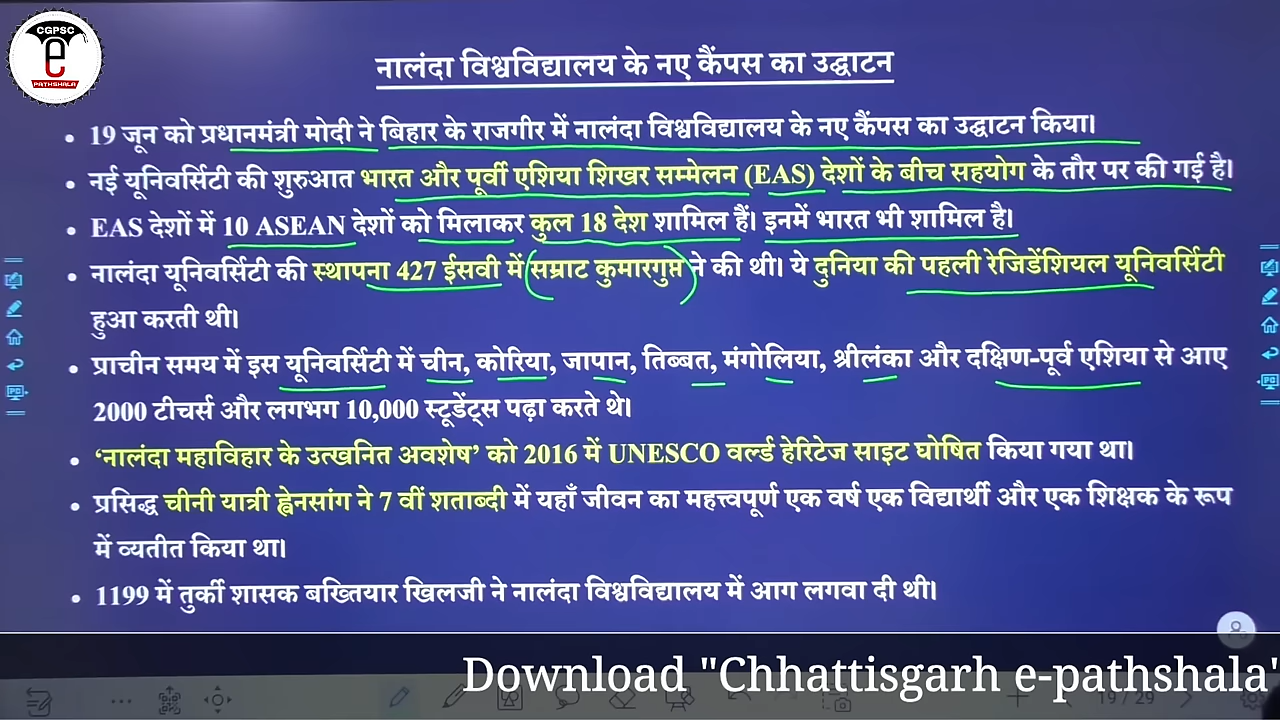 CGPSC
e
PATHSHALA
नालंदा विश्वविद्यालय के नए कैंपस का उद्घाटन
• 19 जून को प्रधानमंत्री मोदी ने बिहार के राजगीर में नालंदा विश्वविद्यालय के नए कैंपस का उद्घाटन किया।
• नई यूनिवर्सिटी की शुरुआत भारत और पूर्वी एशिया शिखर सम्मेलन (EAS) देशों के बीच सहयोग के तौर पर की गई है।
• EAS देशों में 10 ASEAN देशों को मिलाकर कुल 18 देश शामिल हैं। इनमें भारत भी शामिल है।
• नालंदा यूनिवर्सिटी की स्थापना 427 ईसवी में सम्राट कुमारगुप्त ने की थी। ये दुनिया की पहली रेजिडेंशियल यूनिवर्सिटी
हुआ करती थी।
• प्राचीन समय में इस यूनिवर्सिटी में चीन, कोरिया, जापान, तिब्बत, मंगोलिया, श्रीलंका और दक्षिण-पूर्व एशिया से आए
2000 टीचर्स और लगभग 10,000 स्टूडेंट्स पढ़ा करते थे।
• ‘नालंदा महाविहार के उत्खनित अवशेष’ को 2016 में UNESCO वर्ल्ड हेरिटेज साइट घोषित किया गया था।
• प्रसिद्ध चीनी यात्री ह्वेनसांग ने 7 वीं शताब्दी में यहाँ जीवन का महत्त्वपूर्ण एक वर्ष एक विद्यार्थी और एक शिक्षक के रूप
में व्यतीत किया था।
• 1199 में तुर्की शासक बख्तियार खिलजी ने नालंदा विश्वविद्यालय में आग लगवा दी थी।
Download "Chhattisgarh e-pathshala"
19 / 29